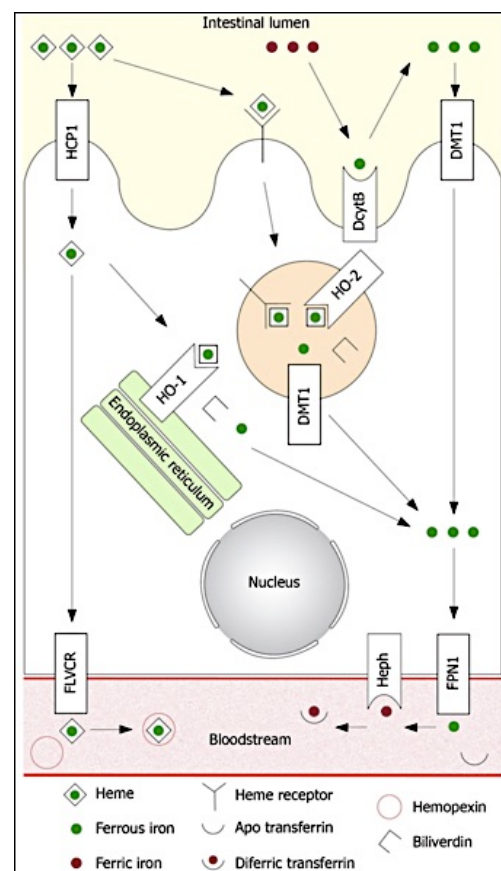 Intestinal lumen
HCP1
DcytB
DMT1
HO-2
HO-1
DMT1
Endoplasmic reticulum
Nucleus
FLVCR
Heph
FPN1
Bloodstream
Heme
Ferrous iron
Ferric iron
Heme receptor
Apo transferrin
Diferric transferrin
Hemopexin
Biliverdin